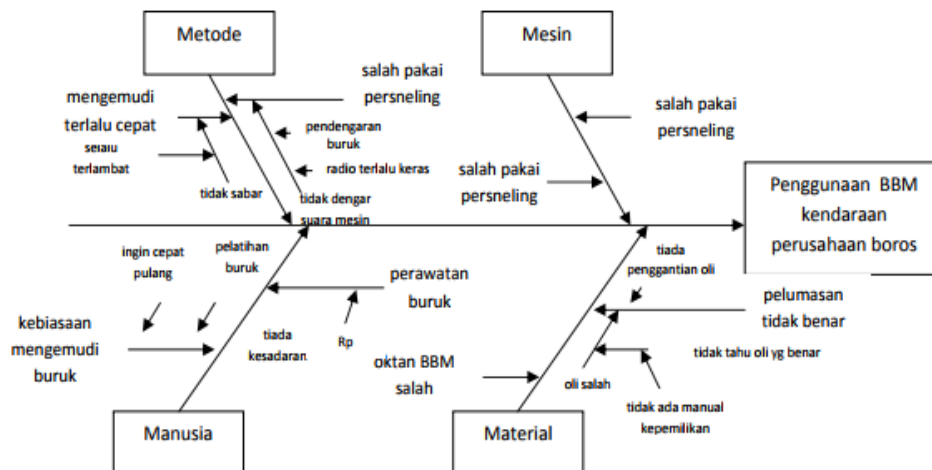 Metode
Mesin
salah pakai
persneling
mengemudi
terlalu cepat
selalu
terlambat
pendengaran
buruk
radio terlalu keras
tidak sabar
tidak dengar
suara mesin
salah pakai
persneling
salah pakai
persneling
Penggunaan BBM
kendaraan
perusahaan boros
ingin cepat
pulang
pelatihan
buruk
perawatan
buruk
kebiasaan
mengemudi
buruk
tiada
kesadaran
Rp
tiada
penggantian oli
pelumasan
tidak benar
oktan BBM
salah
tidak tahu oli yg benar
oli salah
tidak ada manual
kepemilikan
Manusia
Material